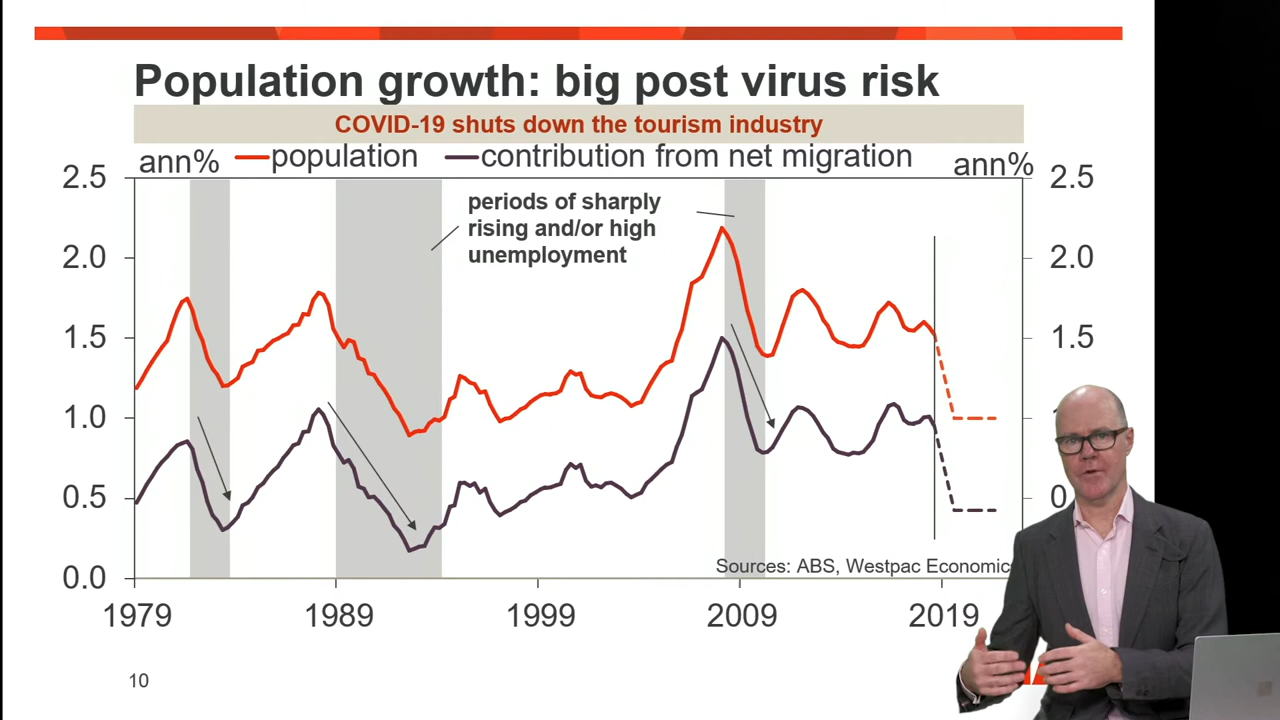 Population growth: big post virus risk
COVID-19 shuts down the tourism industry
ann% population contribution from net migration ann%
2.5 2.5
periods of sharply
rising and/or high
unemployment
2.0 2.0
1.5 1.5
1.0
0.5
0.0
Sources: ABS, Westpac
1979 1989 1999 2009 2019
10